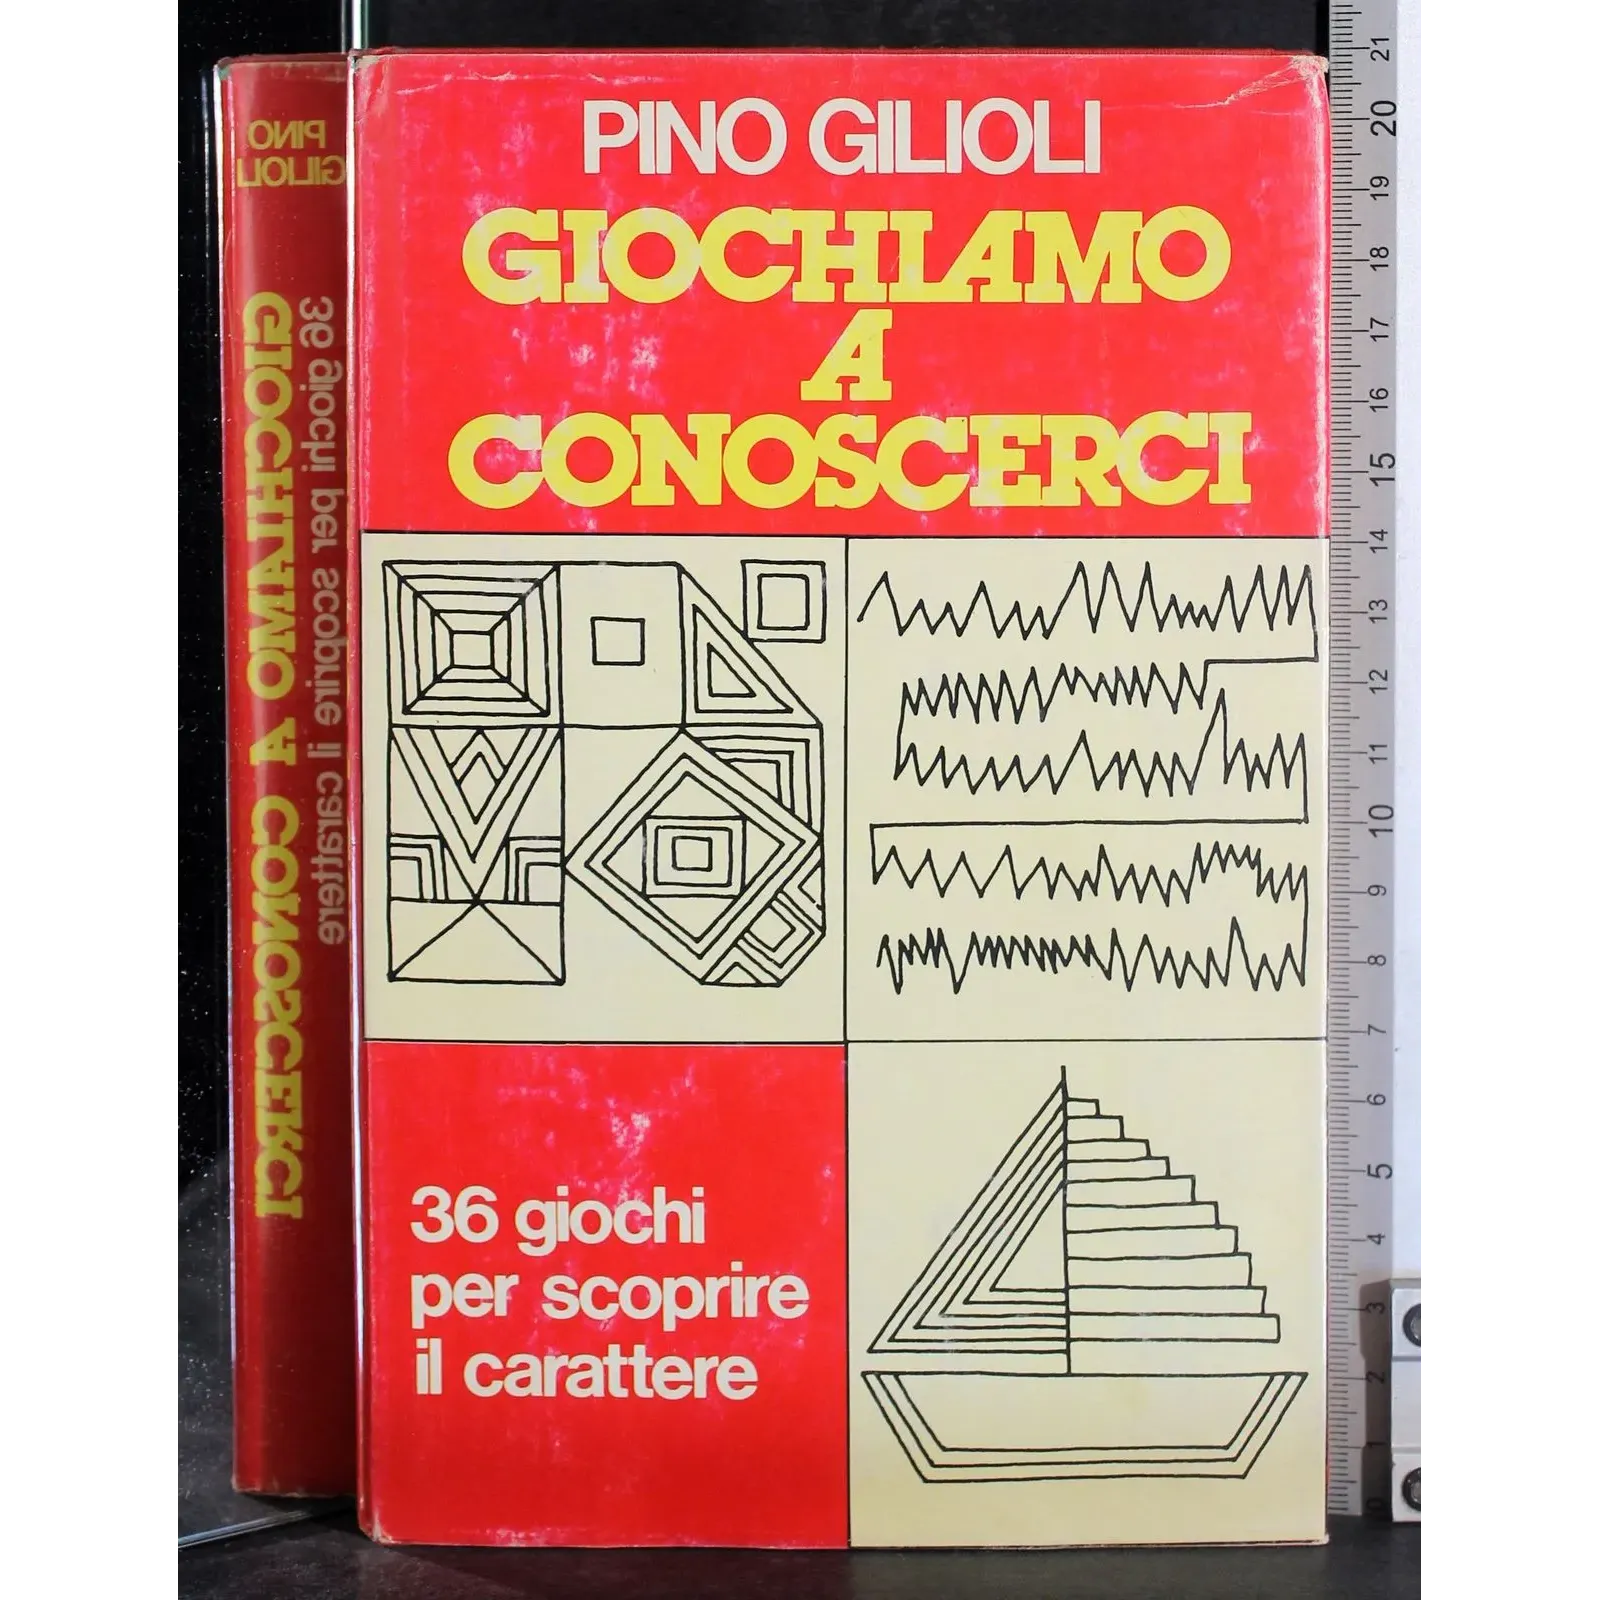 PINO GILIOLI
GIOCHIAMO
A
CONOSCERCI
36 giochi
per scoprire
il carattere
PINO
GILIOLI
GIOCHIAMO A CONOSCERCI
36 giochi per scoprire il carattere
21
20
19
18
17
16
15
14
13
12
11
10
9
8
7
6
5
4
3
2
1
0